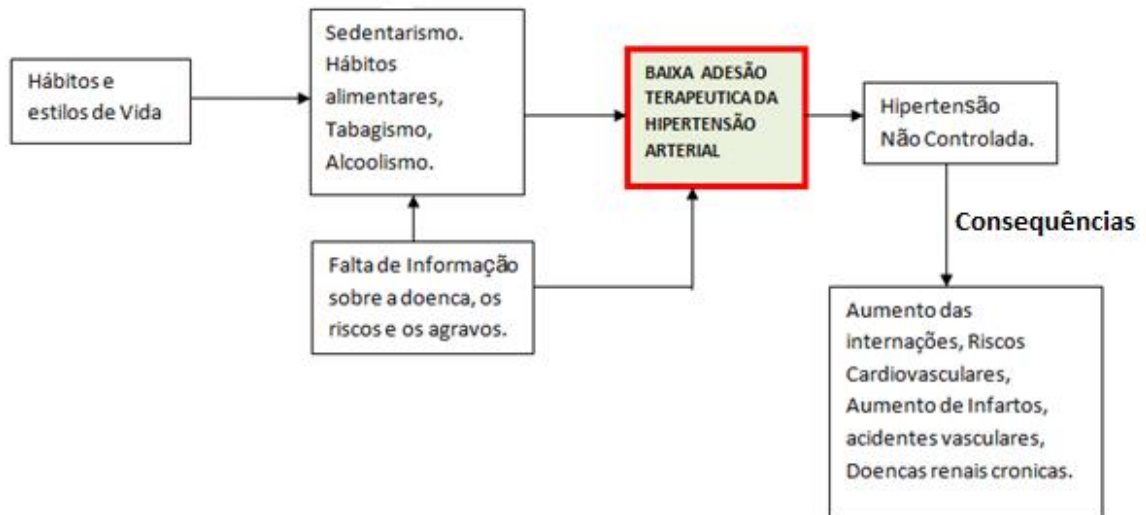 Hábitos e
estilos de Vida
Sedentarismo.
Hábitos
alimentares,
Tabagismo,
Alcoolismo.
Falta de Informação
sobre a doenca, os
riscos e os agravos.
BAIXA ADESÃO
TERAPEUTICA DA
HIPERTENSÃO
ARTERIAL
Hipertensão
Não Controlada.
Consequências
Aumento das
internações, Riscos
Cardiovasculares,
Aumento de Infartos,
acidentes vasculares,
Doencas renais cronicas.